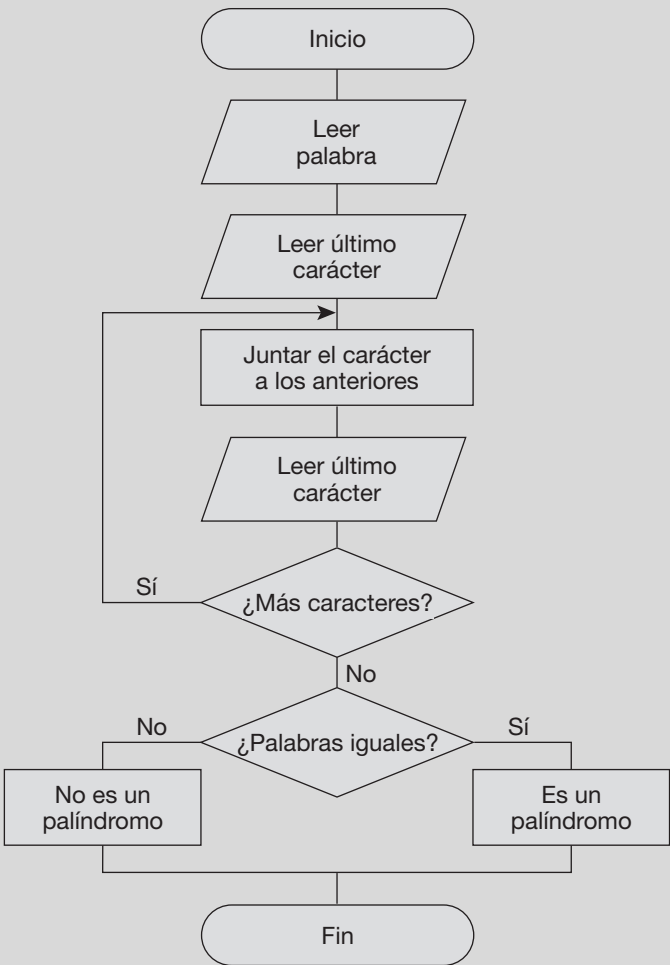 Inicio
Leer
palabra
Leer último
carácter
Juntar el carácter
a los anteriores
Leer último
carácter
Sí
¿Más caracteres?
No
No
¿Palabras iguales?
Sí
No es un
palíndromo
Es un
palíndromo
Fin